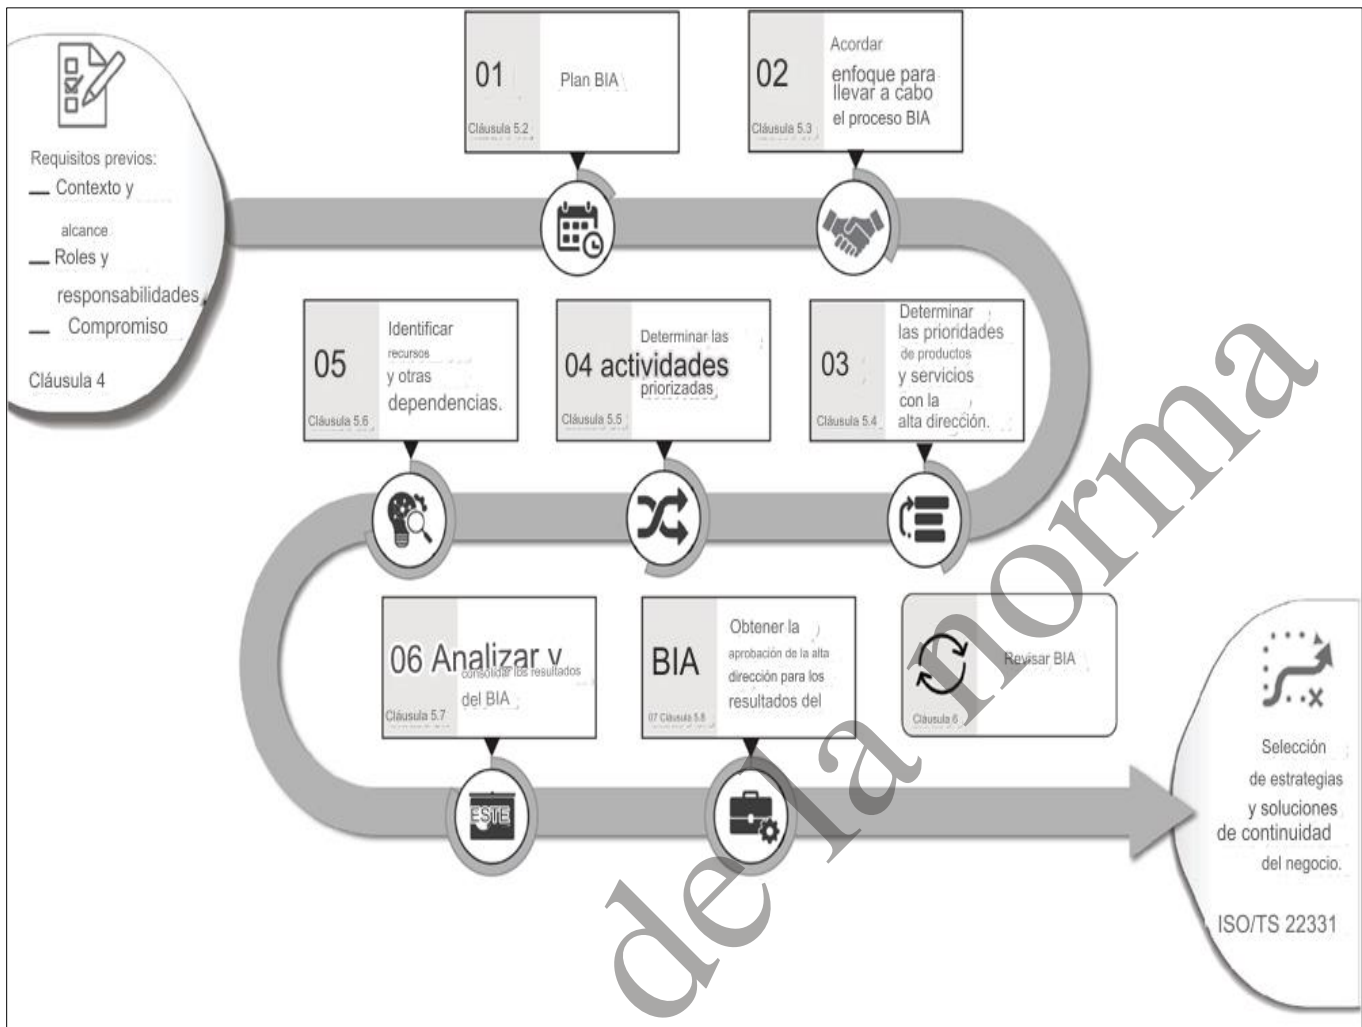 Requisitos previos:
— Contexto y
alcance
— Roles y
responsabilidades
— Compromiso
Cláusula 4
01
Plan BIA
Cláusula 5.2
02
Acordar
enfoque para
llevar a cabo
el proceso BIA
Cláusula 5.3
03
Determinar
las prioridades
de productos
y servicios
con la
alta dirección.
Cláusula 5.4
Determinar las
04 actividades
priorizadas
Cláusula 5.5
05
Identificar
recursos
y otras
dependencias.
Cláusula 5.6
06 Analizar y
consolidar los resultados
del BIA
Cláusula 5.7
ESTE
BIA
Obtener la
aprobación de la alta
dirección para los
resultados del
07 Cláusula 5.8
Revisar BIA
Cláusula 6
Selección
de estrategias
y soluciones
de continuidad
del negocio.
ISO/TS 22331
de la norma